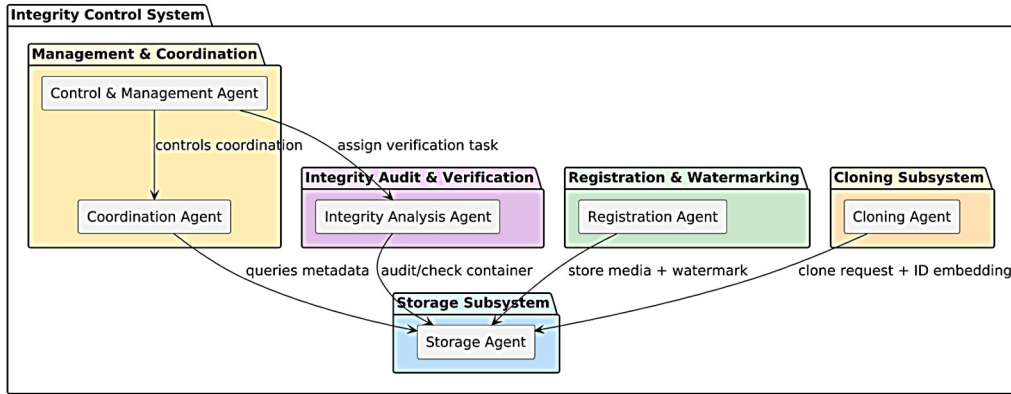 Integrity Control System
Management & Coordination
Control & Management Agent
controls coordination
assign verification task
Integrity Audit & Verification
Registration & Watermarking
Cloning Subsystem
Coordination Agent
Integrity Analysis Agent
Registration Agent
Cloning Agent
queries metadata
audit/check container
store media + watermark
clone request + ID embedding
Storage Subsystem
Storage Agent